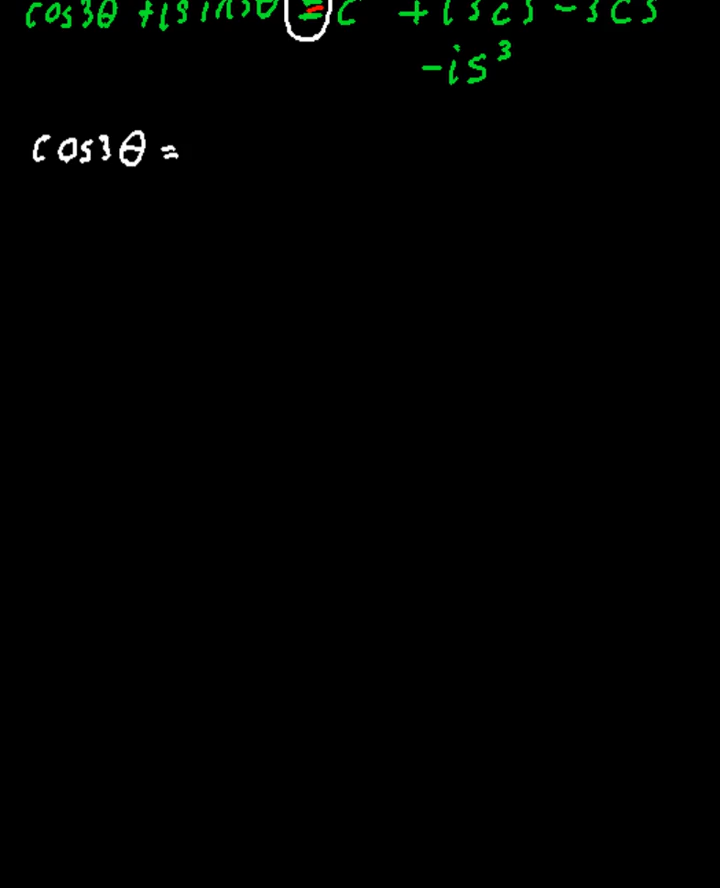 cos3θ + i sin3θ = c + i3cs - 3cs
-is³
cos3θ =